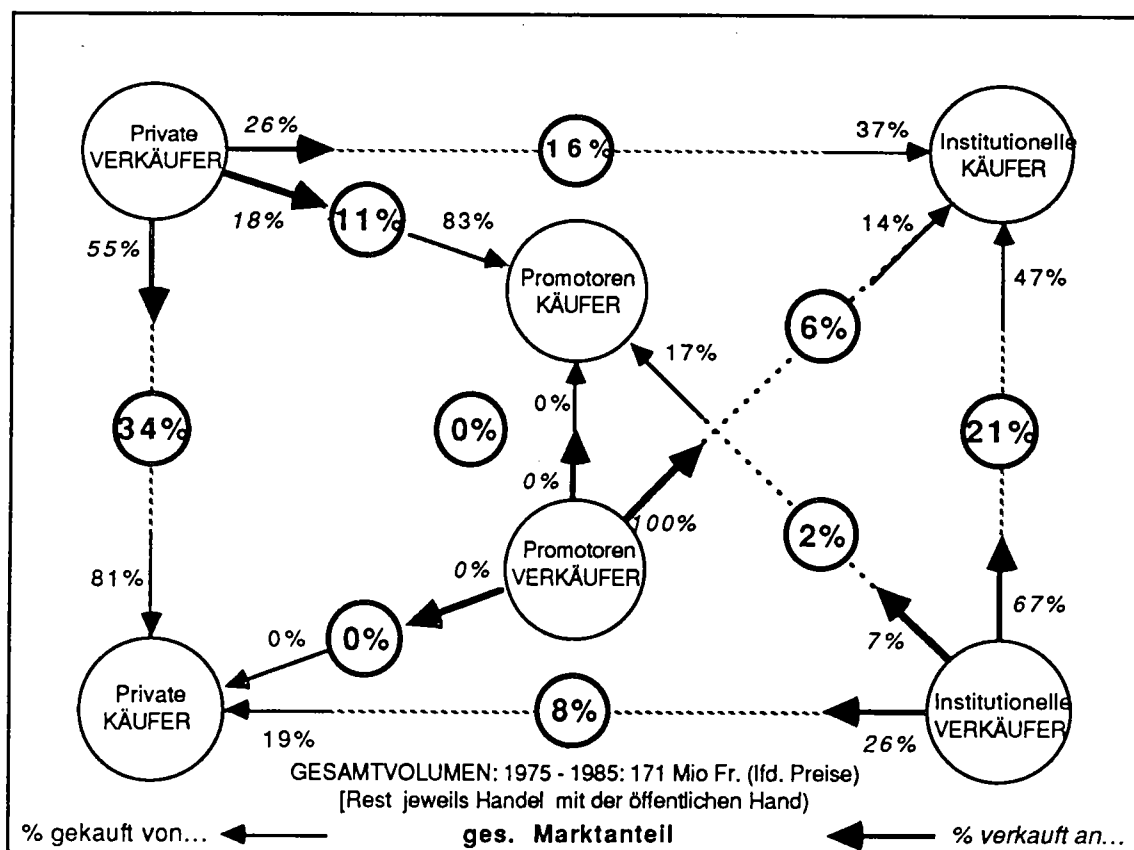 Private
VERKÄUFER
26%
16%
37%
Institutionelle
KÄUFER
18%
11%
83%
14%
55%
Promotoren
KÄUFER
47%
6%
17%
34%
0%
0%
21%
0%
100%
Promotoren
VERKÄUFER
2%
0%
81%
67%
0%
0%
7%
Private
KÄUFER
8%
Institutionelle
VERKÄUFER
19%
26%
GESAMTVOLUMEN: 1975 - 1985: 171 Mio Fr. (lfd. Preise)
[Rest jeweils Handel mit der öffentlichen Hand)
% gekauft von... ges. Marktanteil % verkauft an...